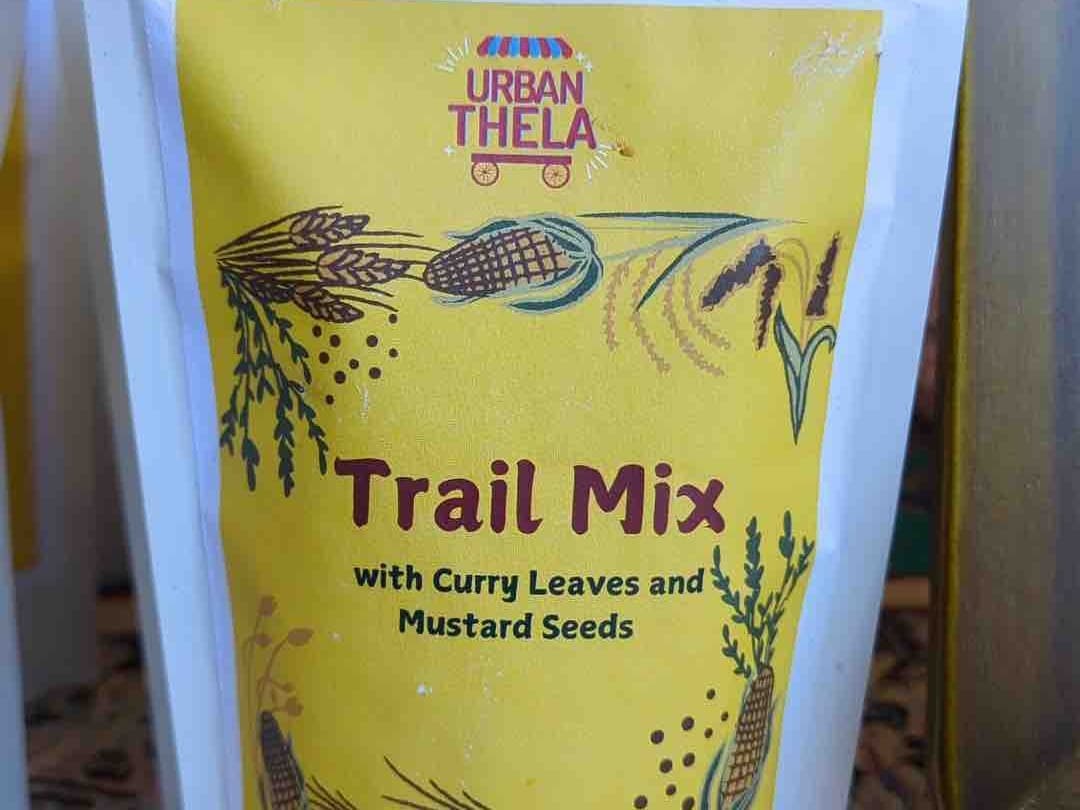 URBAN
THELA
Trail Mix
with Curry Leaves and
Mustard Seeds